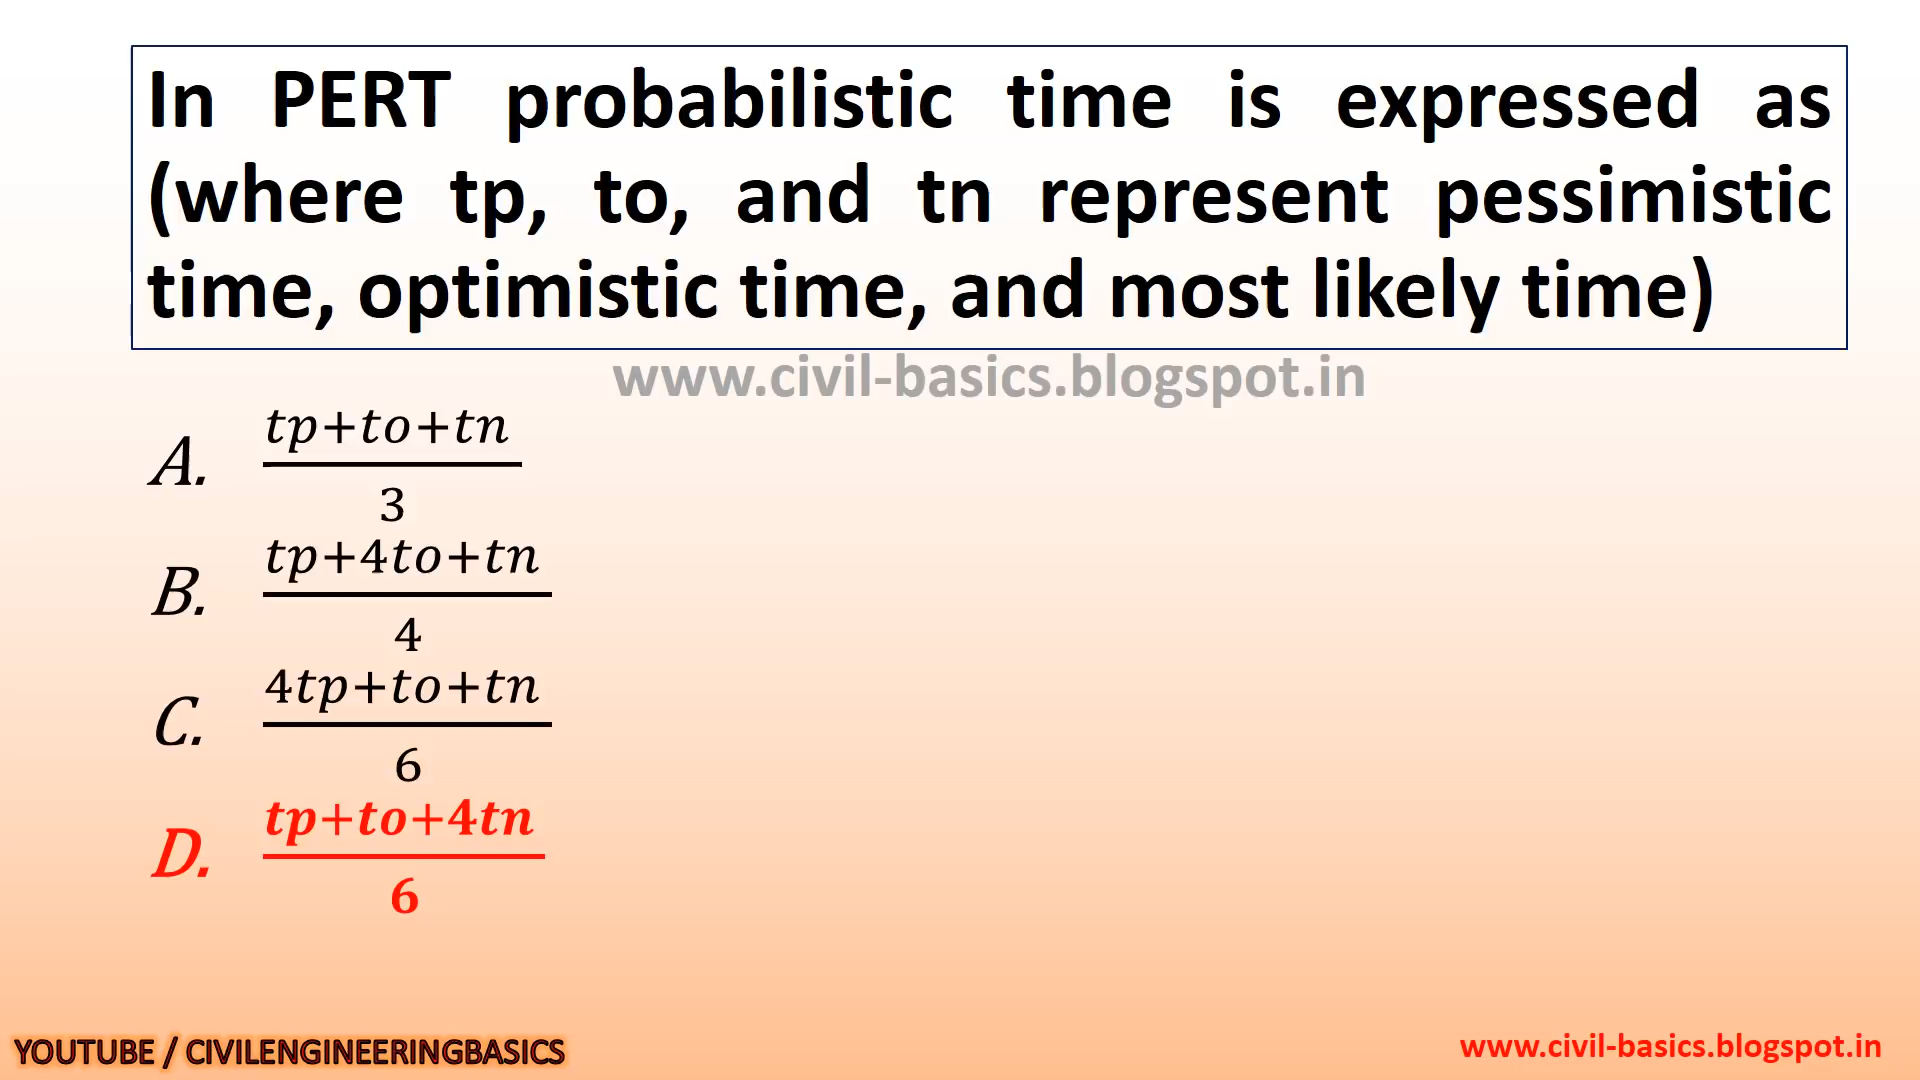 In PERT probabilistic time is expressed as
(where tp, to, and tn represent pessimistic
time, optimistic time, and most likely time)
www.civil-basics.blogspot.in
A. tp+to+tn
3
B. tp+4to+tn
4
C. 4tp+to+tn
6
D. tp+to+4tn
6
YOUTUBE / CIVILENGINEERINGBASICS
www.civil-basics.blogspot.in